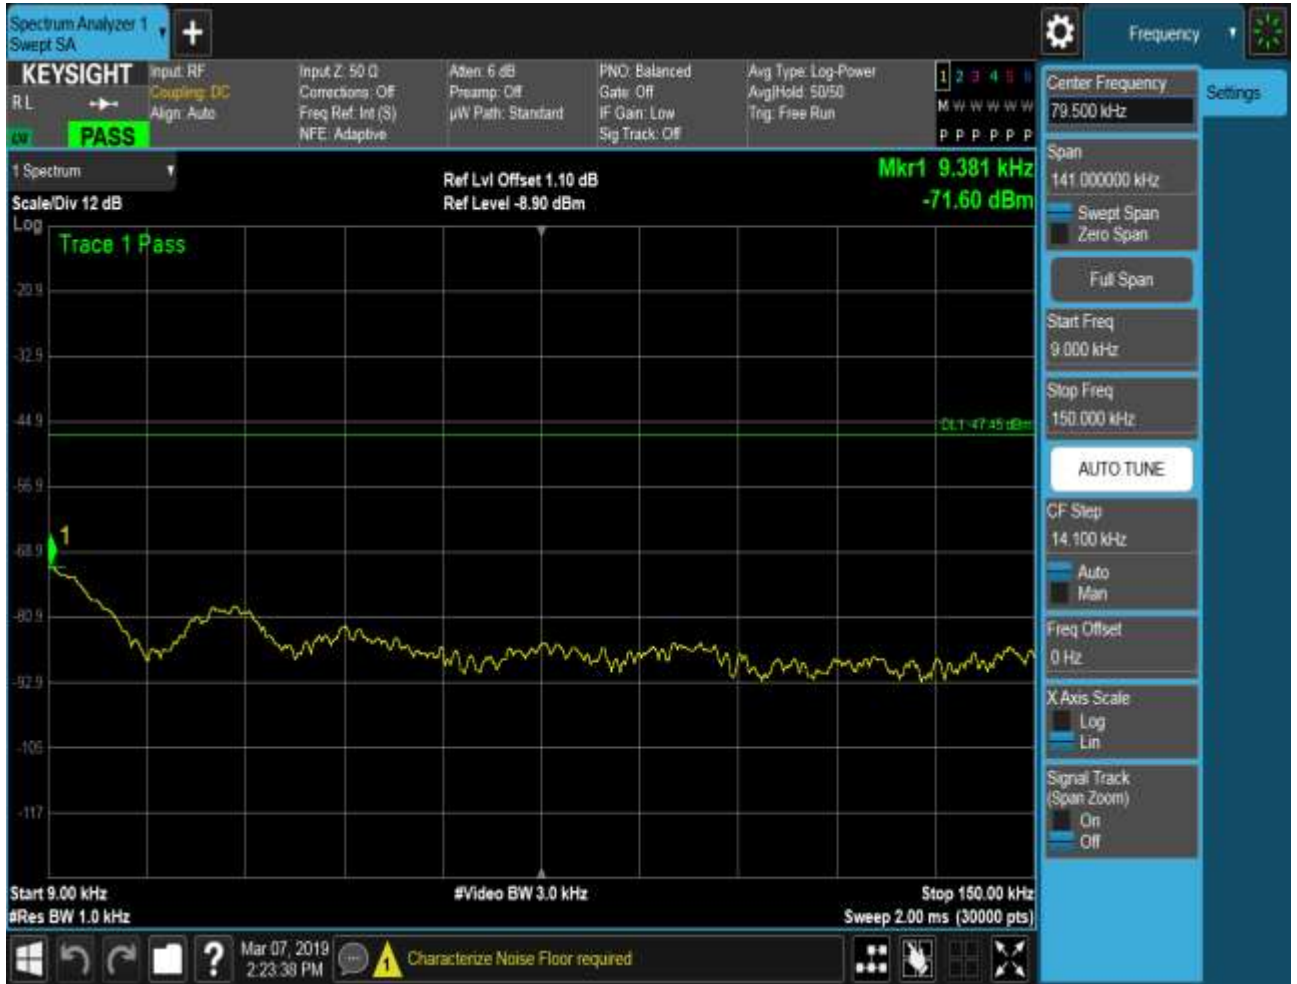 Spectrum Analyzer 1
Swept SA
+
Frequency
KEYSIGHT
R L
PASS
Input: RF
Coupling: DC
Align: Auto
Input Z: 50 Ω
Corrections: Off
Freq Ref: Int (S)
NFE: Adaptive
Atten: 6 dB
Preamp: Off
µW Path: Standard
PNO: Balanced
Gate: Off
IF Gain: Low
Sig Track: Off
Avg Type: Log-Power
Avg|Hold: 50/50
Trig: Free Run
1 2 3 4 5 6
M W W W W W
P P P P P P
1 Spectrum
Scale/Div 12 dB
Log
Ref Lvl Offset 1.10 dB
Ref Level -8.90 dBm
Mkr1 9.381 kHz
-71.60 dBm
Trace 1 Pass
-20.9
-32.9
-44.9
DL1 -47.45 dBm
-56.9
1
-68.9
-80.9
-92.9
-105
-117
Start 9.00 kHz
#Video BW 3.0 kHz
Stop 150.00 kHz
#Res BW 1.0 kHz
Sweep 2.00 ms (30000 pts)
?
Mar 07, 2019
2:23:38 PM
1
Characterize Noise Floor required
Center Frequency
79.500 kHz
Settings
Span
141.000000 kHz
Swept Span
Zero Span
Full Span
Start Freq
9.000 kHz
Stop Freq
150.000 kHz
AUTO TUNE
CF Step
14.100 kHz
Auto
Man
Freq Offset
0 Hz
X Axis Scale
Log
Lin
Signal Track
(Span Zoom)
On
Off